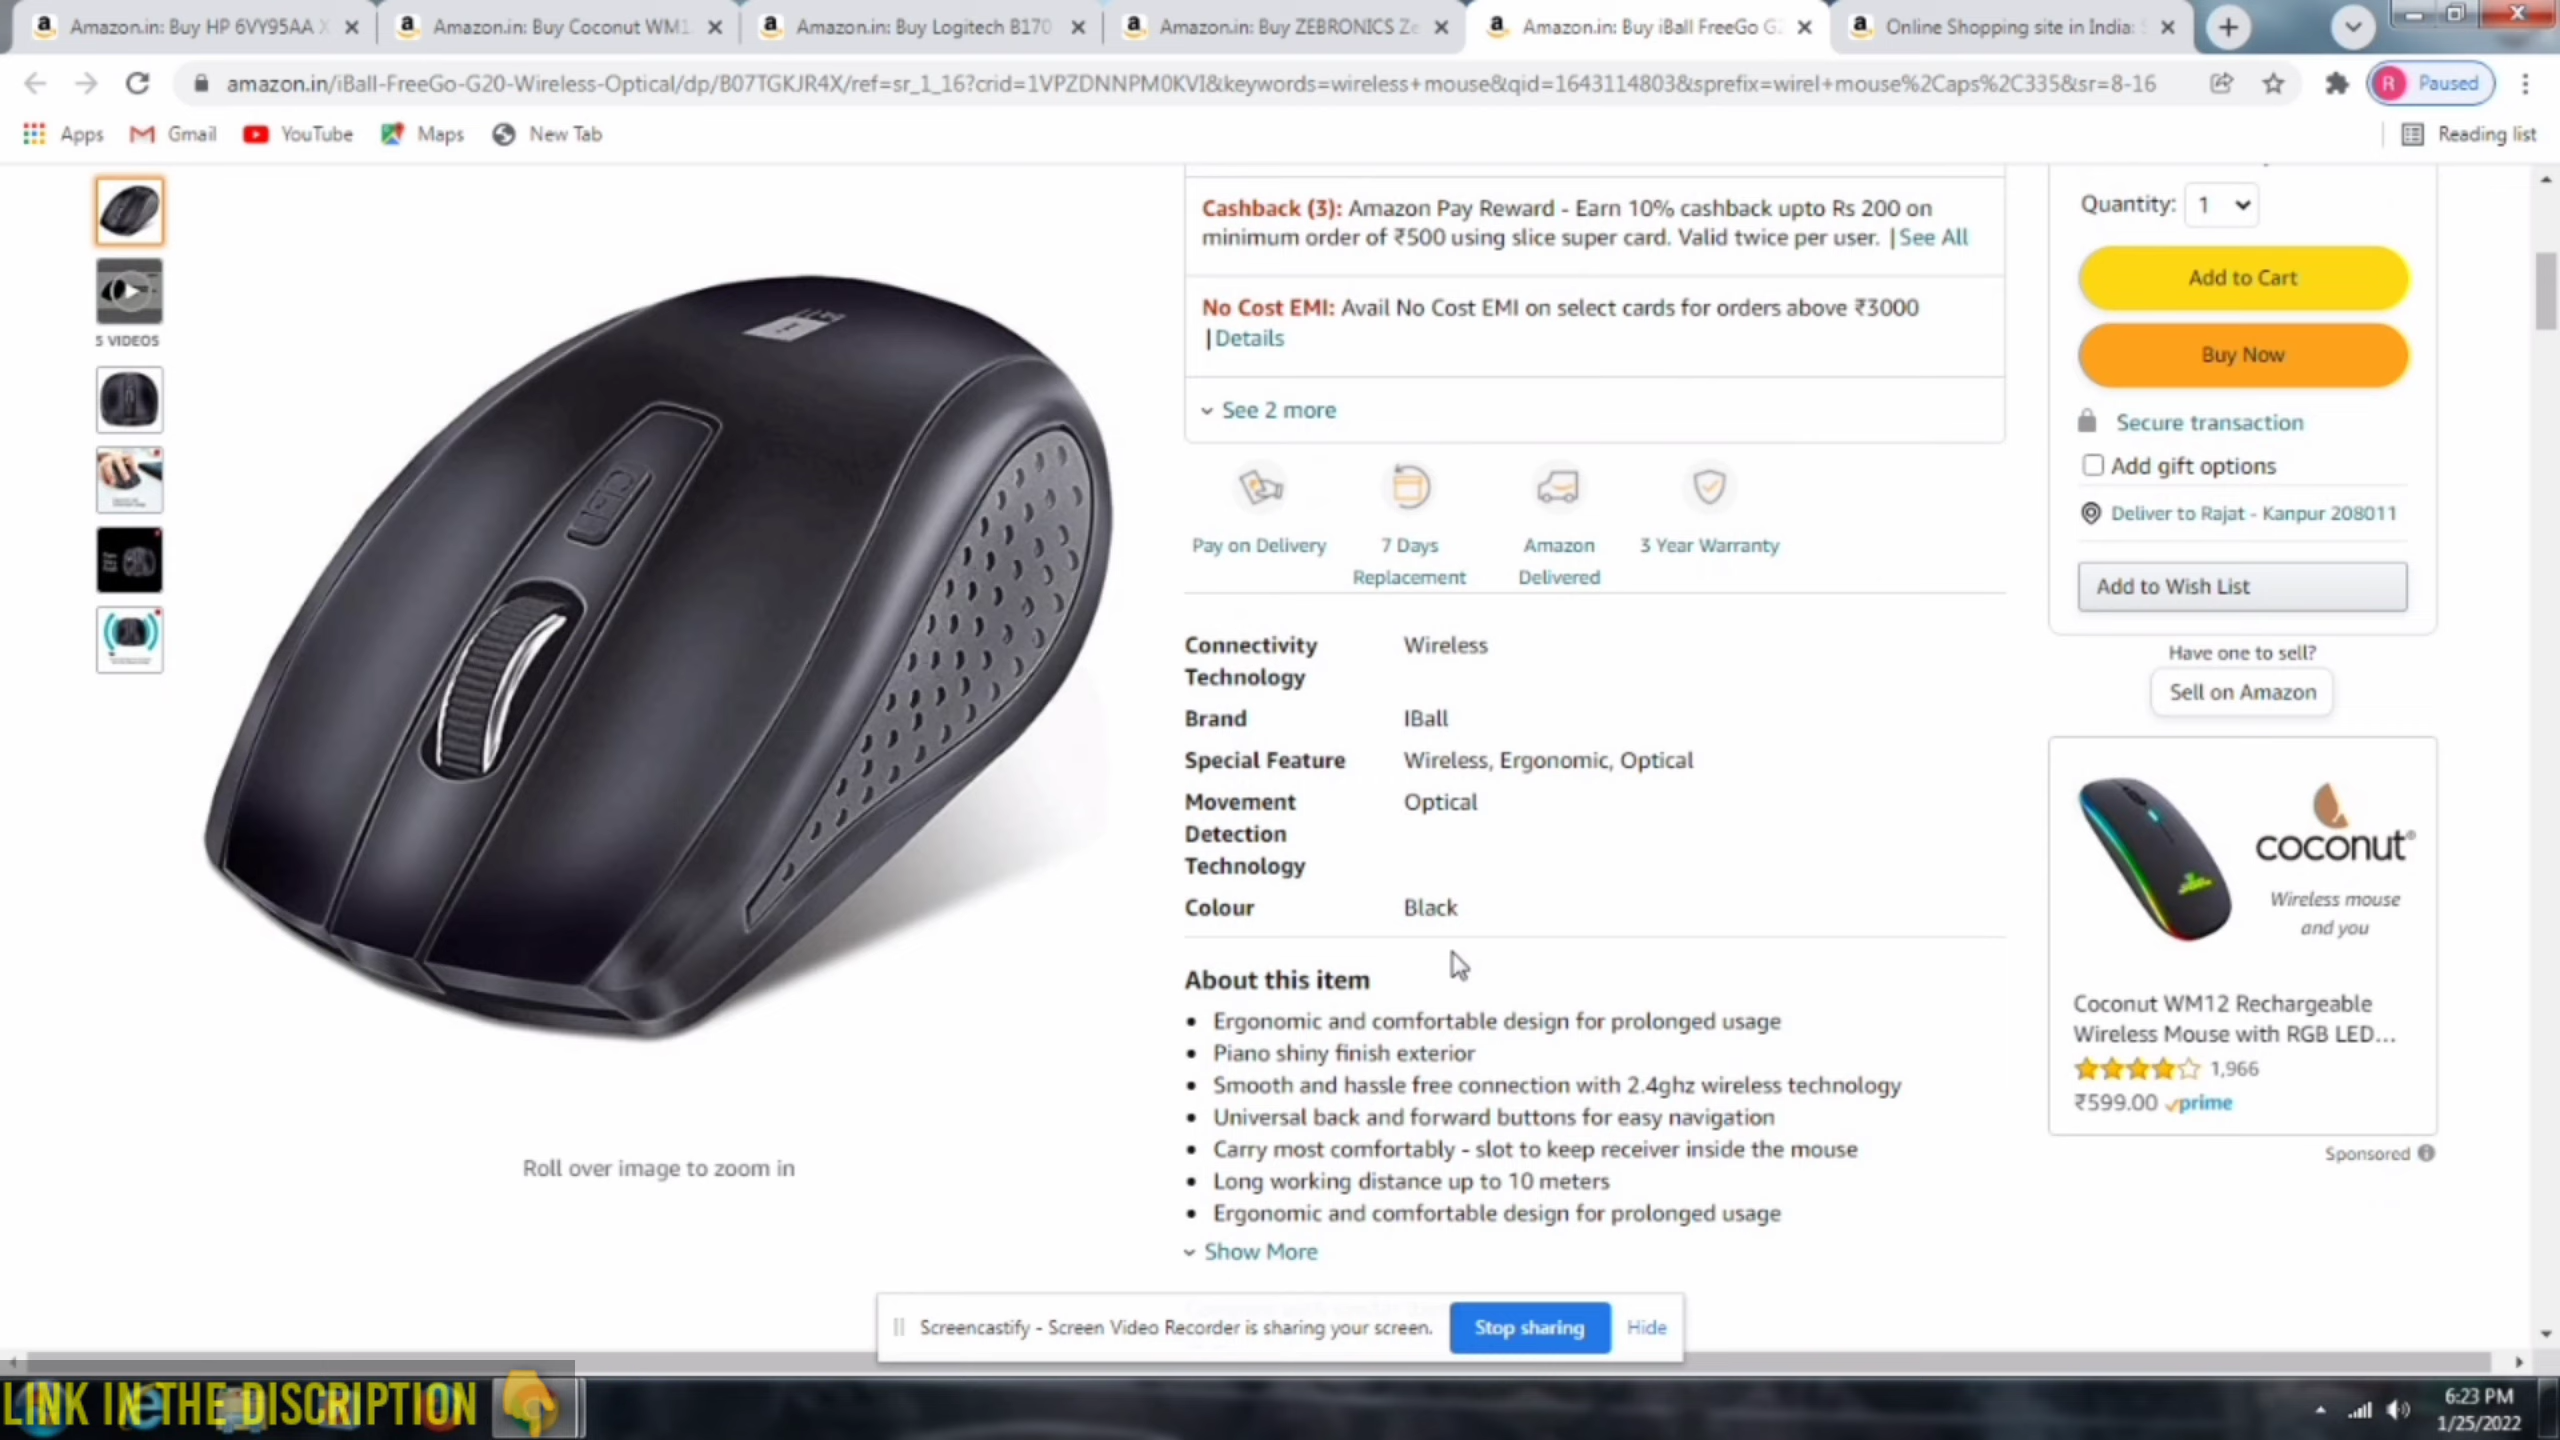 Amazon.in: Buy HP 6VY95AA X
Amazon.in: Buy Coconut WM1
Amazon.in: Buy Logitech B170
Amazon.in: Buy ZEBRONICS Ze
Amazon.in: Buy iBall FreeGo G
Online Shopping site in India:
amazon.in/iBall-FreeGo-G20-Wireless-Optical/dp/B07TGKJR4X/ref=sr_1_16?crid=1VPZDNNPM0KVI&keywords=wireless+mouse&qid=1643114803&sprefix=wirel+mouse%2Caps%2C335&sr=8-16
R Paused
Apps
Gmail
YouTube
Maps
New Tab
Reading list
5 VIDEOS
Roll over image to zoom in
Cashback (3): Amazon Pay Reward - Earn 10% cashback upto Rs 200 on
minimum order of ₹500 using slice super card. Valid twice per user. | See All
No Cost EMI: Avail No Cost EMI on select cards for orders above ₹3000
| Details
See 2 more
Pay on Delivery
7 Days
Replacement
Amazon
Delivered
3 Year Warranty
Connectivity Wireless
Technology
Brand IBall
Special Feature Wireless, Ergonomic, Optical
Movement Optical
Detection
Technology
Colour Black
About this item
• Ergonomic and comfortable design for prolonged usage
• Piano shiny finish exterior
• Smooth and hassle free connection with 2.4ghz wireless technology
• Universal back and forward buttons for easy navigation
• Carry most comfortably - slot to keep receiver inside the mouse
• Long working distance up to 10 meters
• Ergonomic and comfortable design for prolonged usage
Show More
Quantity: 1
Add to Cart
Buy Now
Secure transaction
Add gift options
Deliver to Rajat - Kanpur 208011
Add to Wish List
Have one to sell?
Sell on Amazon
coconut®
Wireless mouse
and you
Coconut WM12 Rechargeable
Wireless Mouse with RGB LED...
1,966
₹599.00 prime
Sponsored
Screencastify - Screen Video Recorder is sharing your screen. Stop sharing Hide
LINK IN THE DISCRIPTION
6:23 PM
1/25/2022